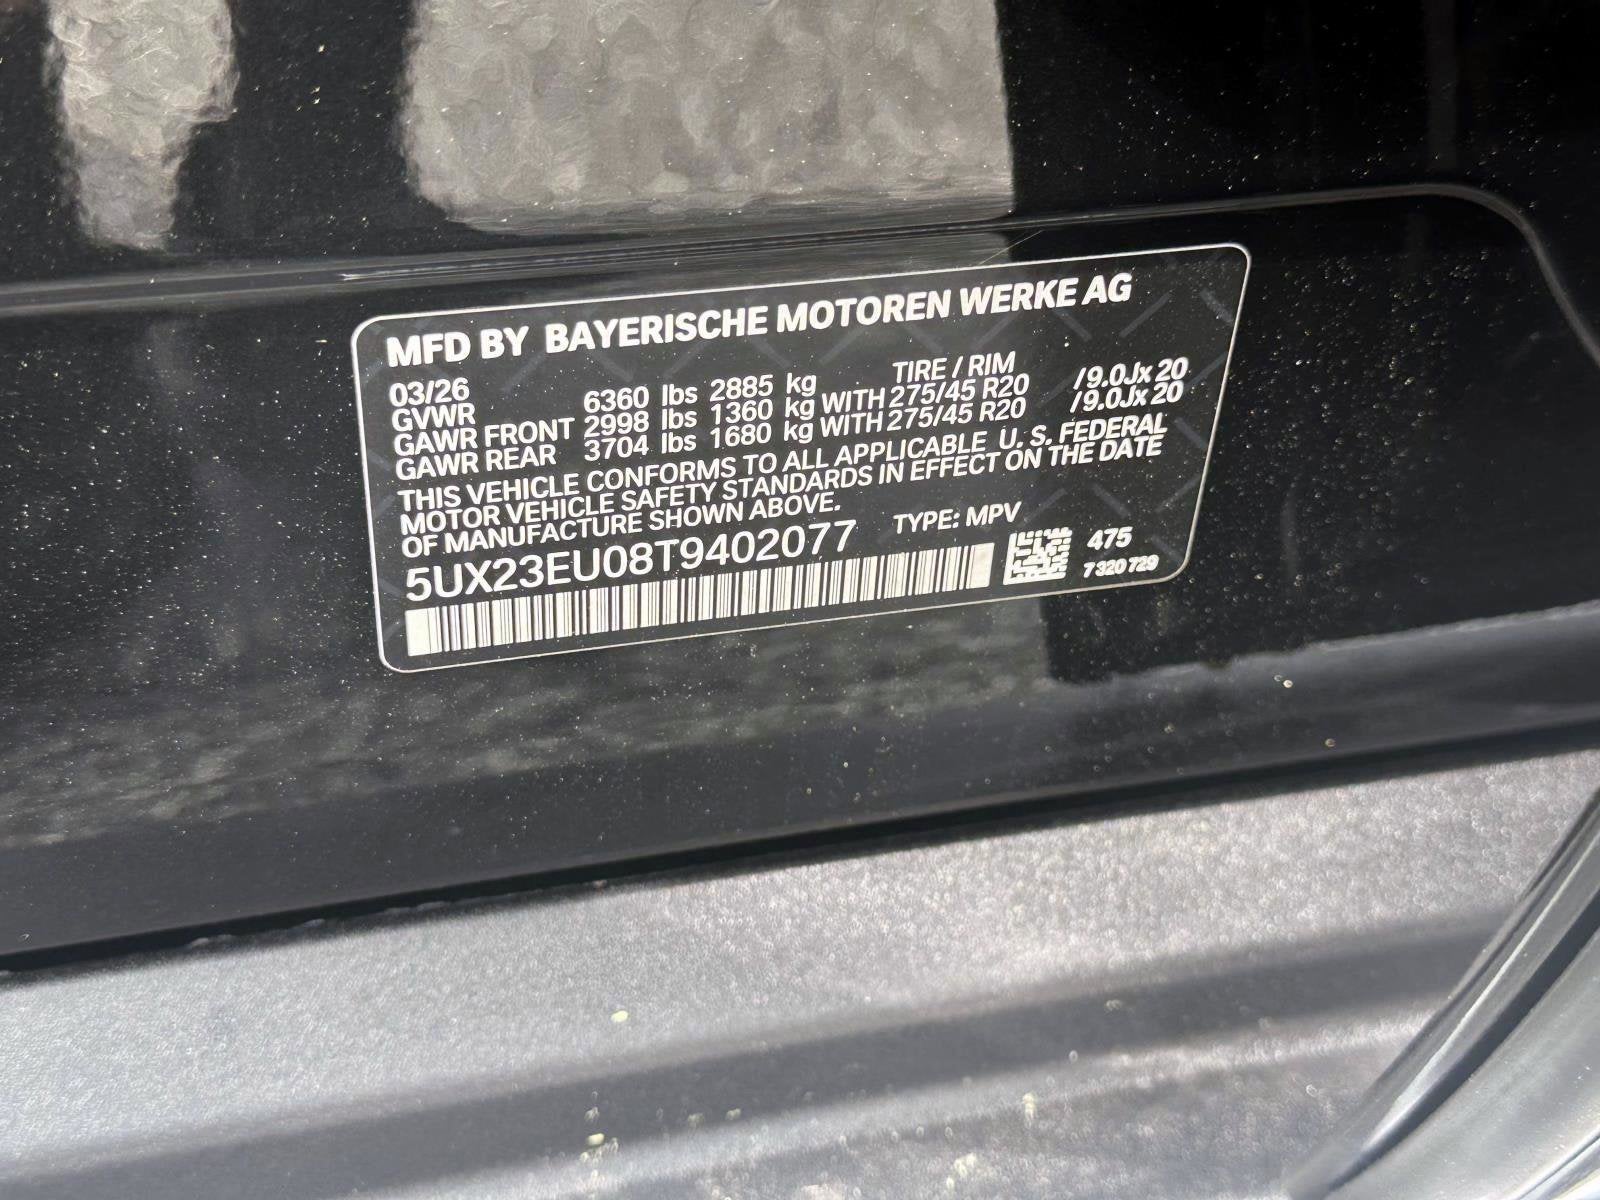 MFD BY BAYERISCHE MOTOREN WERKE AG
03/26 TIRE / RIM
GVWR 6360 lbs 2885 kg
GAWR FRONT 2998 lbs 1360 kg WITH 275/45 R20 /9.0Jx 20
GAWR REAR 3704 lbs 1680 kg WITH 275/45 R20 /9.0Jx 20
THIS VEHICLE CONFORMS TO ALL APPLICABLE U. S. FEDERAL
MOTOR VEHICLE SAFETY STANDARDS IN EFFECT ON THE DATE
OF MANUFACTURE SHOWN ABOVE.
5UX23EU08T9402077 TYPE: MPV
475
7 320 729